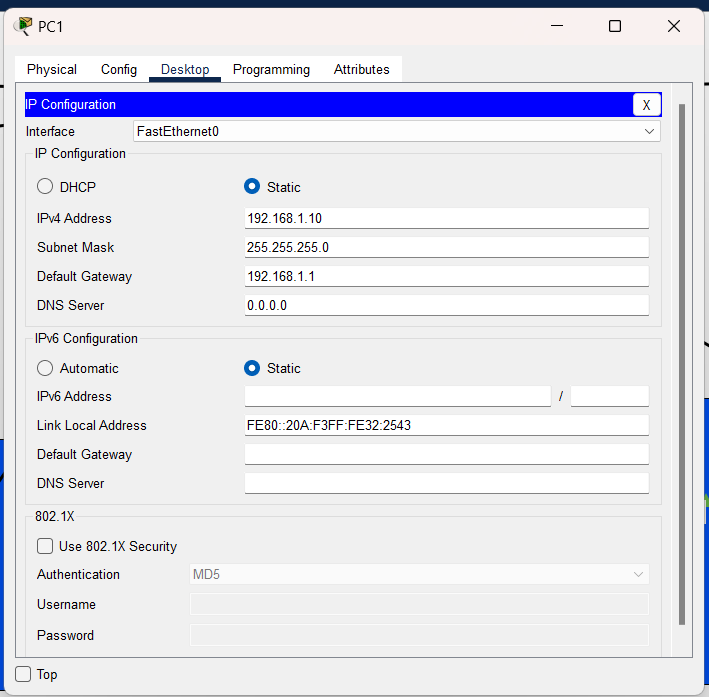 PC1
Physical Config Desktop Programming Attributes
IP Configuration X
Interface FastEthernet0
IP Configuration
DHCP Static
IPv4 Address 192.168.1.10
Subnet Mask 255.255.255.0
Default Gateway 192.168.1.1
DNS Server 0.0.0.0
IPv6 Configuration
Automatic Static
IPv6 Address /
Link Local Address FE80::20A:F3FF:FE32:2543
Default Gateway
DNS Server
802.1X
Use 802.1X Security
Authentication MD5
Username
Password
Top